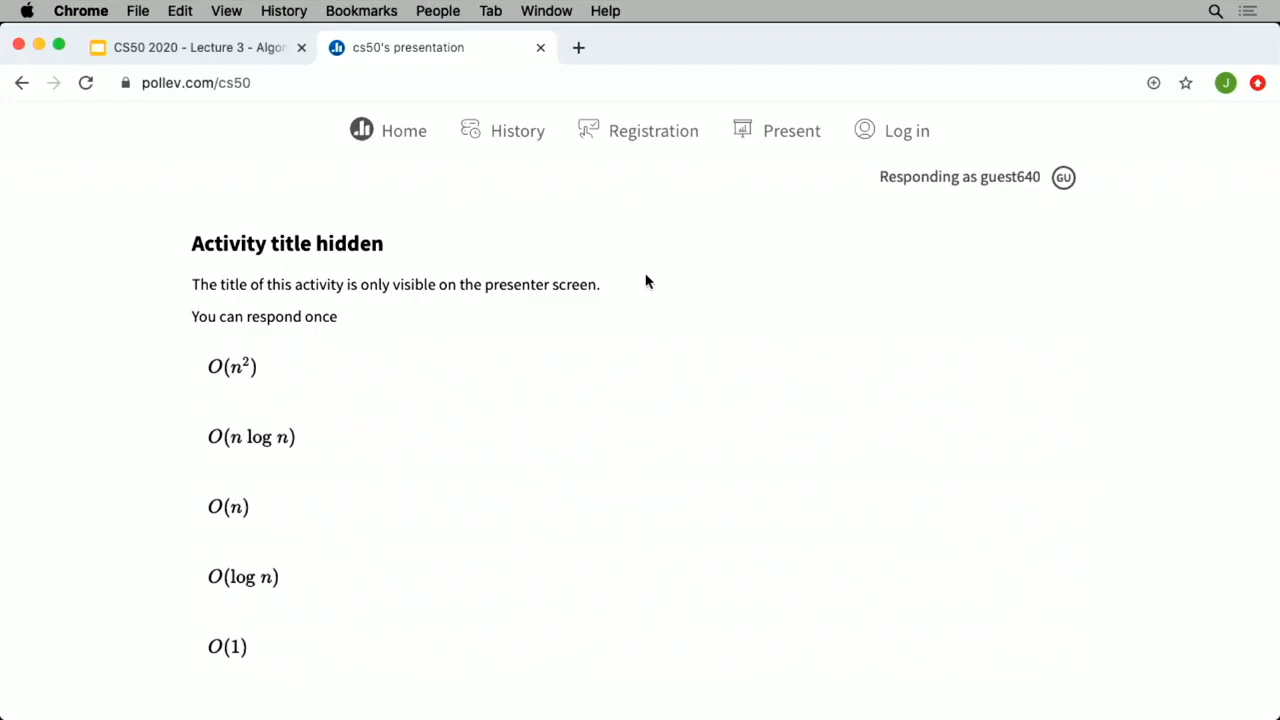 Chrome File Edit View History Bookmarks People Tab Window Help
CS50 2020 - Lecture 3 - Algor
cs50's presentation
pollev.com/cs50
J
Home History Registration Present Log in
Responding as guest640 GU
Activity title hidden
The title of this activity is only visible on the presenter screen.
You can respond once
O(n²)
O(n log n)
O(n)
O(log n)
O(1)